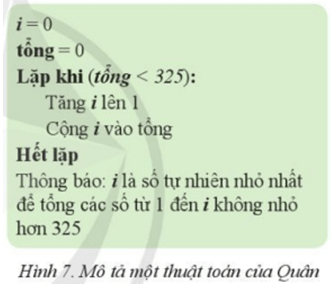 i = 0
tổng = 0
Lặp khi (tổng < 325):
Tăng i lên 1
Cộng i vào tổng
Hết lặp
Thông báo: i là số tự nhiên nhỏ nhất
để tổng các số từ 1 đến i không nhỏ
hơn 325
Hình 7. Mô tả một thuật toán của Quân